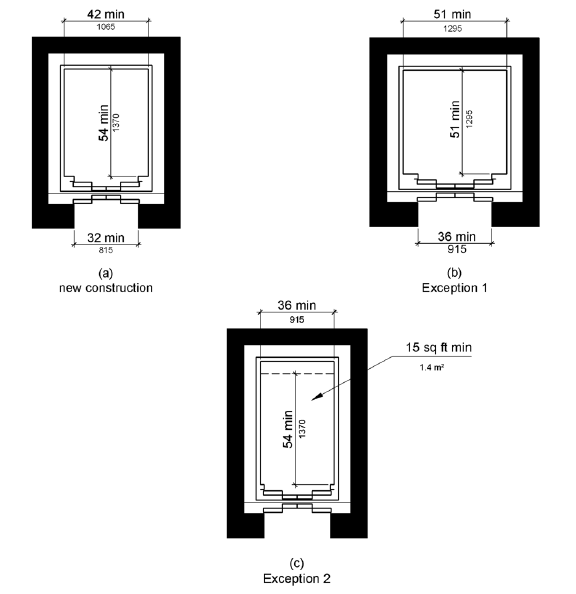 42 min
1065
54 min
1370
32 min
815
(a)
new construction
51 min
1295
51 min
1295
36 min
915
(b)
Exception 1
36 min
915
15 sq ft min
1.4 m²
54 min
1370
(c)
Exception 2